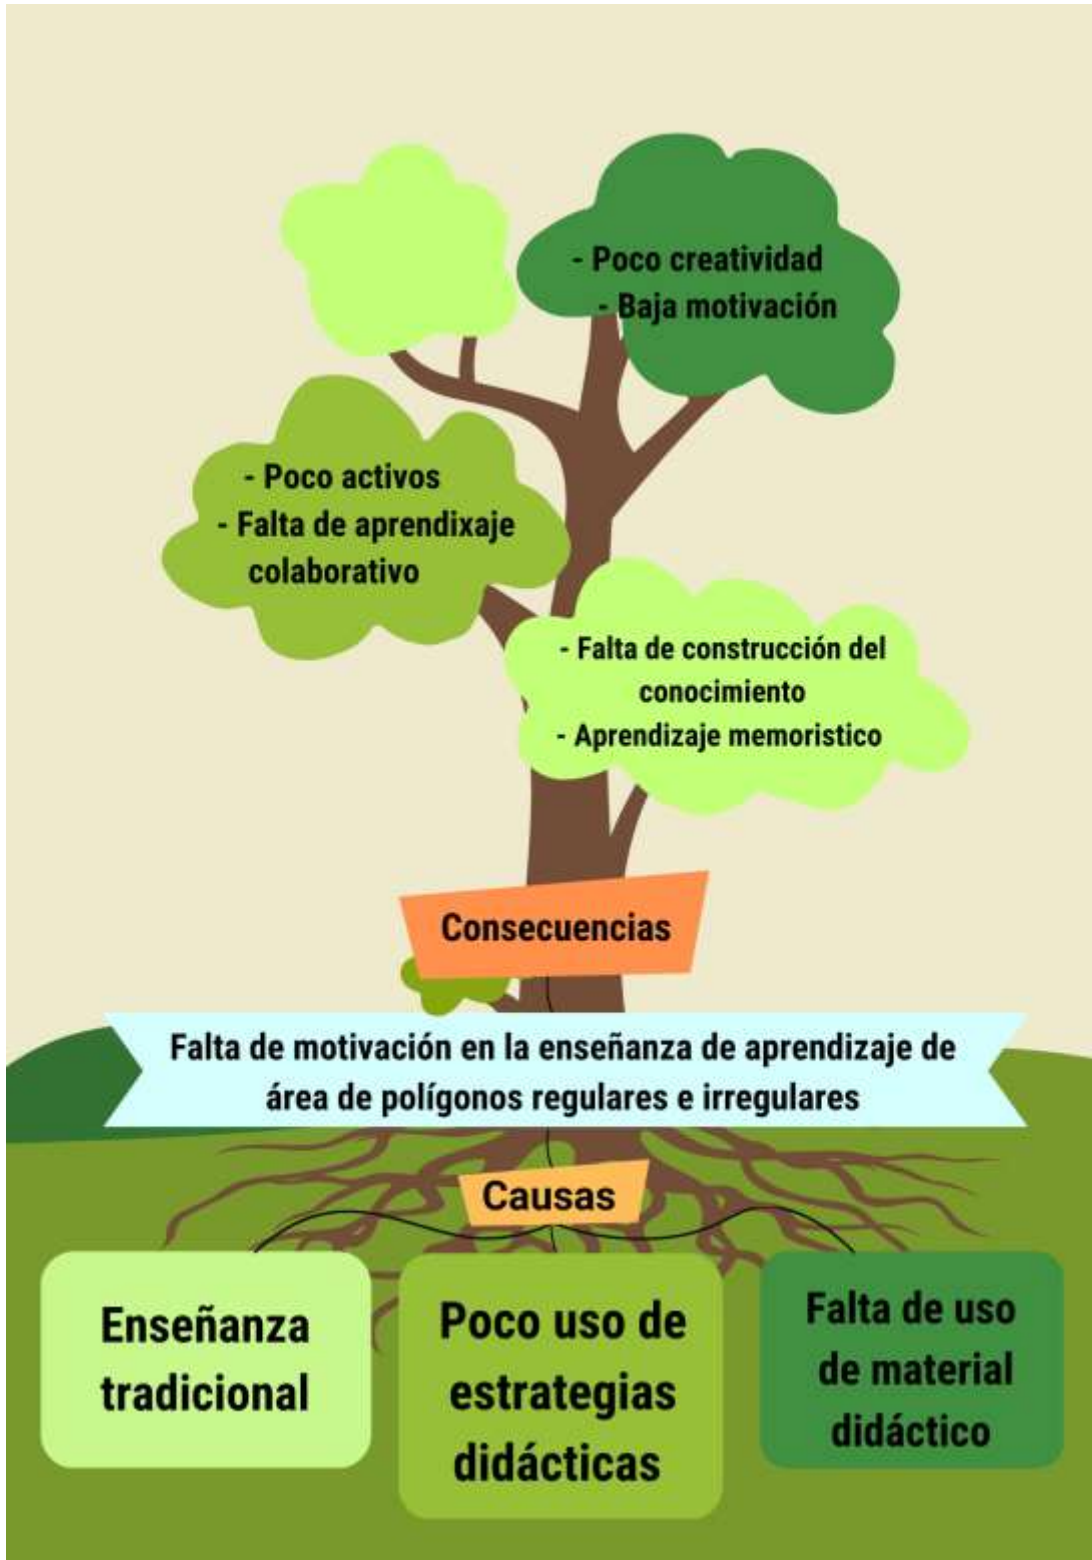 - Poco creatividad
- Baja motivación
- Poco activos
- Falta de aprendixaje
colaborativo
- Falta de construcción del
conocimiento
- Aprendizaje memoristico
Consecuencias
Falta de motivación en la enseñanza de aprendizaje de
área de polígonos regulares e irregulares
Causas
Enseñanza
tradicional
Poco uso de
estrategias
didácticas
Falta de uso
de material
didáctico